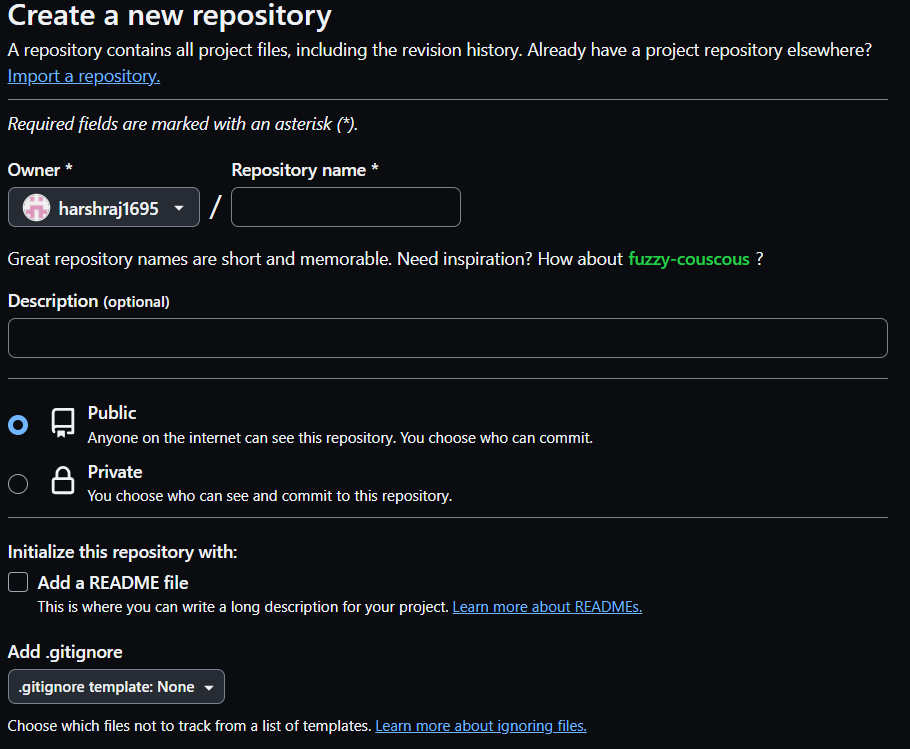 Create a new repository
A repository contains all project files, including the revision history. Already have a project repository elsewhere?
Import a repository.
Required fields are marked with an asterisk (*).
Owner * Repository name *
harshraj1695 /
Great repository names are short and memorable. Need inspiration? How about fuzzy-couscous ?
Description (optional)
Public
Anyone on the internet can see this repository. You choose who can commit.
Private
You choose who can see and commit to this repository.
Initialize this repository with:
Add a README file
This is where you can write a long description for your project. Learn more about READMEs.
Add .gitignore
.gitignore template: None
Choose which files not to track from a list of templates. Learn more about ignoring files.